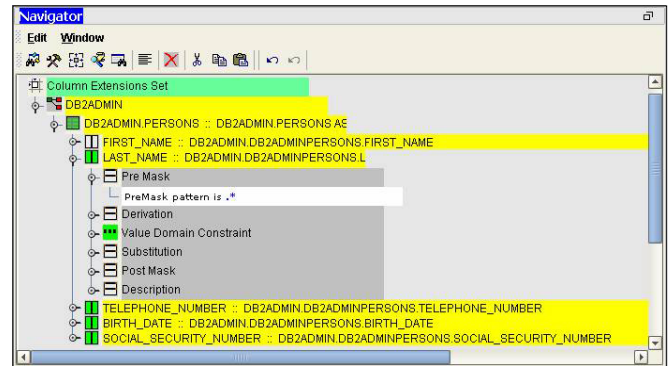 Navigator
Edit Window
Column Extensions Set
DB2ADMIN
DB2ADMIN.PERSONS :: DB2ADMIN.PERSONS AS
FIRST_NAME :: DB2ADMIN.DB2ADMINPERSONS.FIRST_NAME
LAST_NAME :: DB2ADMIN.DB2ADMINPERSONS.L
Pre Mask
PreMask pattern is .*
Derivation
Value Domain Constraint
Substitution
Post Mask
Description
TELEPHONE_NUMBER :: DB2ADMIN.DB2ADMINPERSONS.TELEPHONE_NUMBER
BIRTH_DATE :: DB2ADMIN.DB2ADMINPERSONS.BIRTH_DATE
SOCIAL_SECURITY_NUMBER :: DB2ADMIN.DB2ADMINPERSONS.SOCIAL_SECURITY_NUMBER